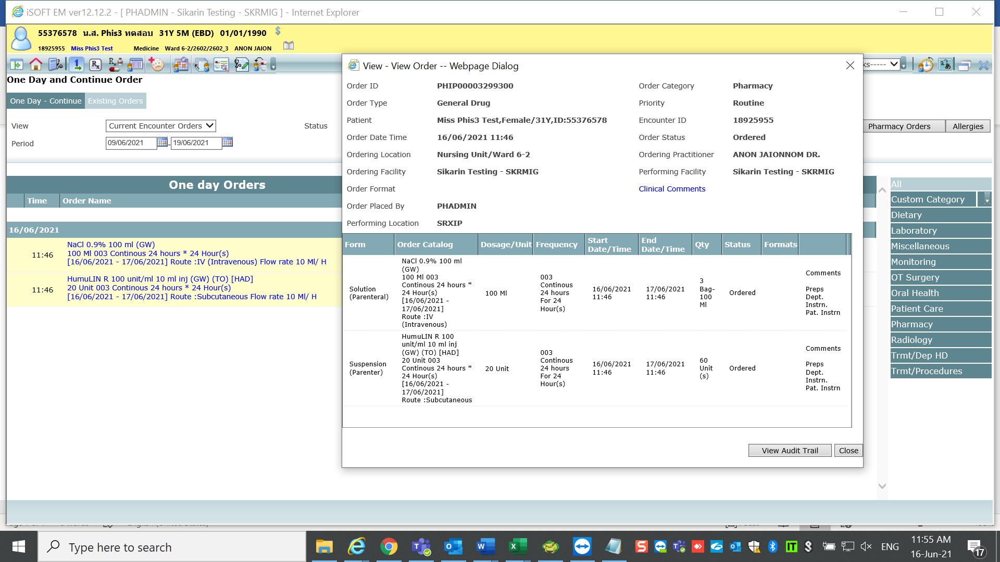 iSOFT EM ver12.12.2 - [ PHADMIN - Sikarin Testing - SKRMIG ] - Internet Explorer
55376578 น.ส. Phis3 ทดสอบ 31Y 5M (EBD) 01/01/1990 $
18925955 Miss Phis3 Test Medicine Ward 6-2/2602/2602_3 ANON JAION
One Day and Continue Order
One Day - Continue Existing Orders
View Current Encounter Orders Status
Period 09/06/2021 - 19/06/2021
Pharmacy Orders Allergies
One day Orders
Time Order Name
16/06/2021
11:46
NaCl 0.9% 100 ml (GW)
100 Ml 003 Continous 24 hours * 24 Hour(s)
[16/06/2021 - 17/06/2021] Route :IV (Intravenous) Flow rate 10 Ml/ H
11:46
HumuLIN R 100 unit/ml 10 ml inj (GW) (TO) [HAD]
20 Unit 003 Continous 24 hours * 24 Hour(s)
[16/06/2021 - 17/06/2021] Route :Subcutaneous Flow rate 10 Ml/ H
View - View Order -- Webpage Dialog
Order ID PHIP00003299300 Order Category Pharmacy
Order Type General Drug Priority Routine
Patient Miss Phis3 Test,Female/31Y,ID:55376578 Encounter ID 18925955
Order Date Time 16/06/2021 11:46 Order Status Ordered
Ordering Location Nursing Unit/Ward 6-2 Ordering Practitioner ANON JAIONNOM DR.
Ordering Facility Sikarin Testing - SKRMIG Performing Facility Sikarin Testing - SKRMIG
Order Format Clinical Comments
Order Placed By PHADMIN
Performing Location SRXIP
Form Order Catalog Dosage/Unit Frequency Start Date/Time End Date/Time Qty Status Formats
Solution
(Parenteral)
NaCl 0.9% 100 ml
(GW)
100 Ml 003
Continous 24 hours *
24 Hour(s)
[16/06/2021 -
17/06/2021]
Route :IV
(Intravenous)
100 Ml
003
Continous
24 hours
For 24
Hour(s)
16/06/2021
11:46
17/06/2021
11:46
3
Bag-
100
Ml
Ordered
Comments
Preps
Dept.
Instrn.
Pat. Instrn
Suspension
(Parenter)
HumuLIN R 100
unit/ml 10 ml inj
(GW) (TO) [HAD]
20 Unit 003
Continous 24 hours *
24 Hour(s)
[16/06/2021 -
17/06/2021]
Route :Subcutaneous
20 Unit
003
Continous
24 hours
For 24
Hour(s)
16/06/2021
11:46
17/06/2021
11:46
60
Unit
(s)
Ordered
Comments
Preps
Dept.
Instrn.
Pat. Instrn
View Audit Trail Close
All
Custom Category
Dietary
Laboratory
Miscellaneous
Monitoring
OT Surgery
Oral Health
Patient Care
Pharmacy
Radiology
Trmt/Dep HD
Trmt/Procedures
Type here to search
ENG
11:55 AM
16-Jun-21
17